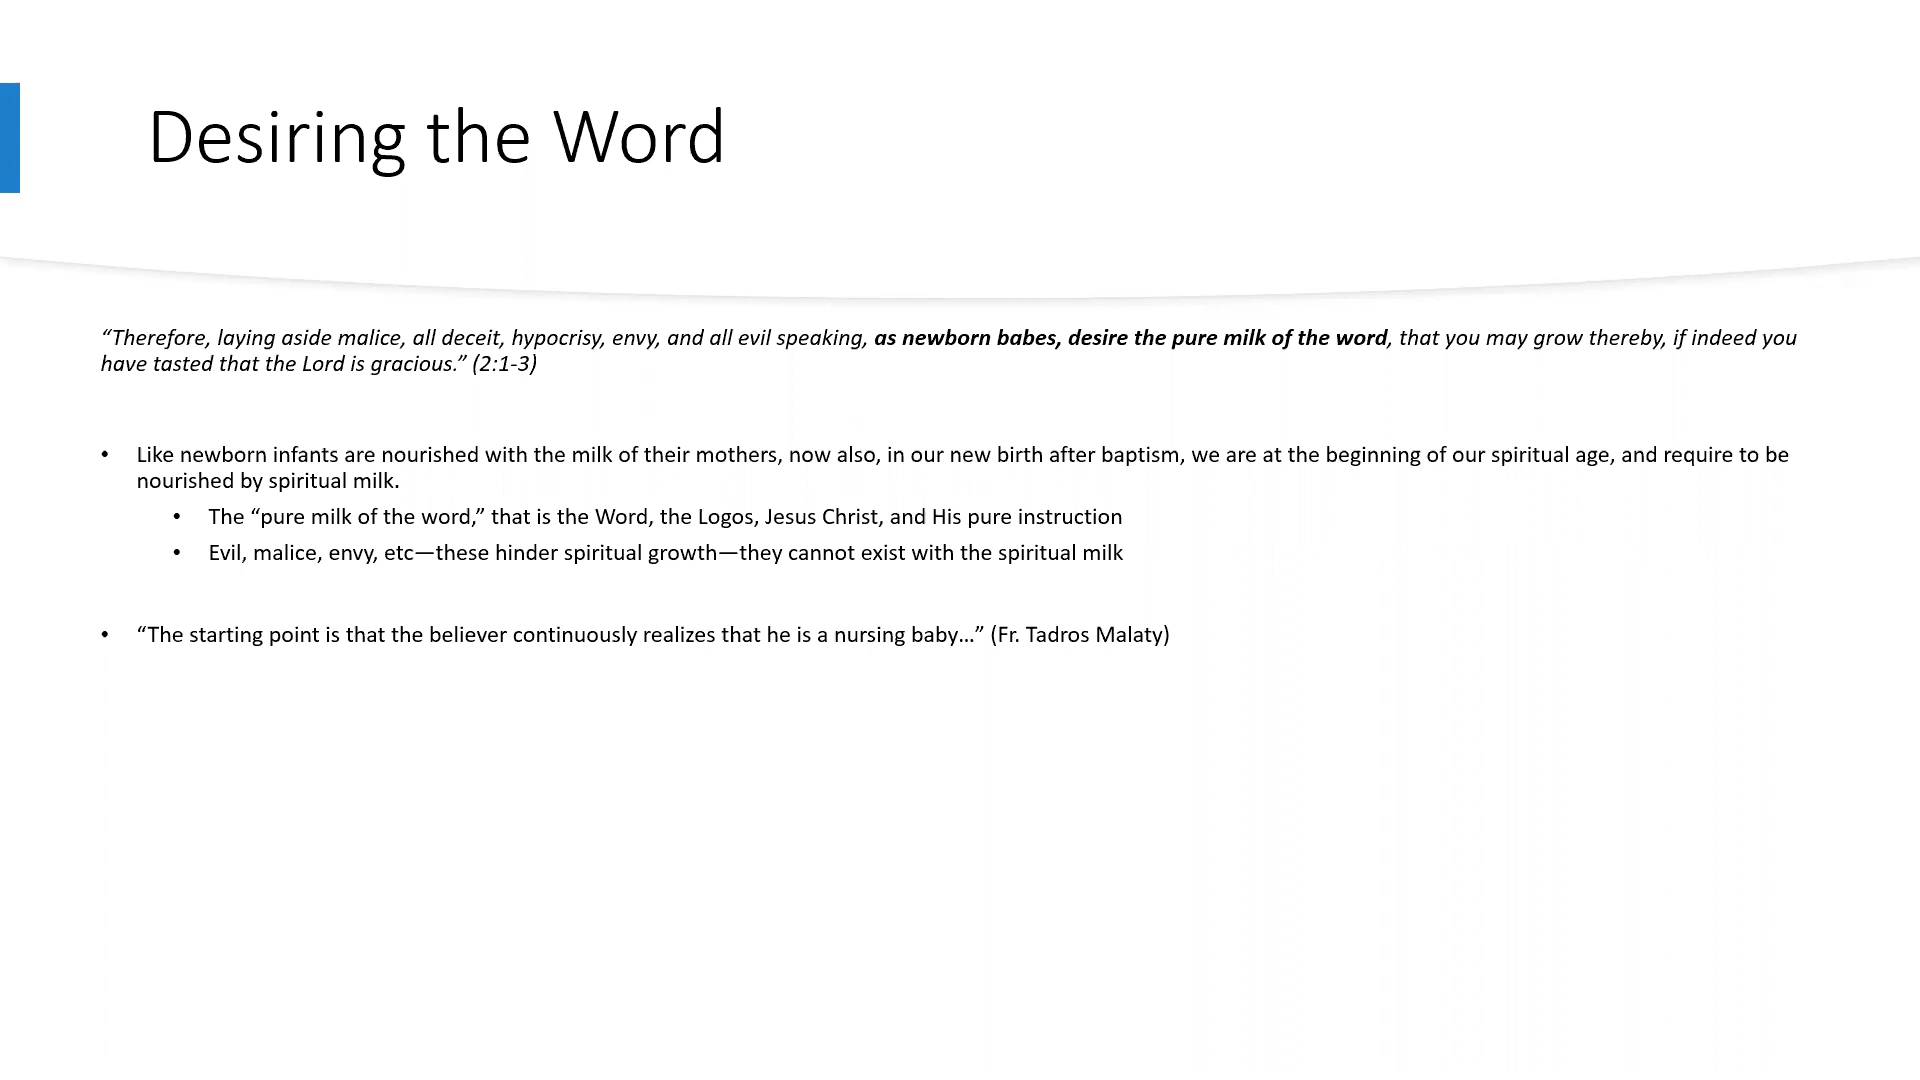 Desiring the Word
“Therefore, laying aside malice, all deceit, hypocrisy, envy, and all evil speaking, as newborn babes, desire the pure milk of the word, that you may grow thereby, if indeed you
have tasted that the Lord is gracious.” (2:1-3)
• Like newborn infants are nourished with the milk of their mothers, now also, in our new birth after baptism, we are at the beginning of our spiritual age, and require to be
nourished by spiritual milk.
• The “pure milk of the word,” that is the Word, the Logos, Jesus Christ, and His pure instruction
• Evil, malice, envy, etc—these hinder spiritual growth—they cannot exist with the spiritual milk
• “The starting point is that the believer continuously realizes that he is a nursing baby…” (Fr. Tadros Malaty)